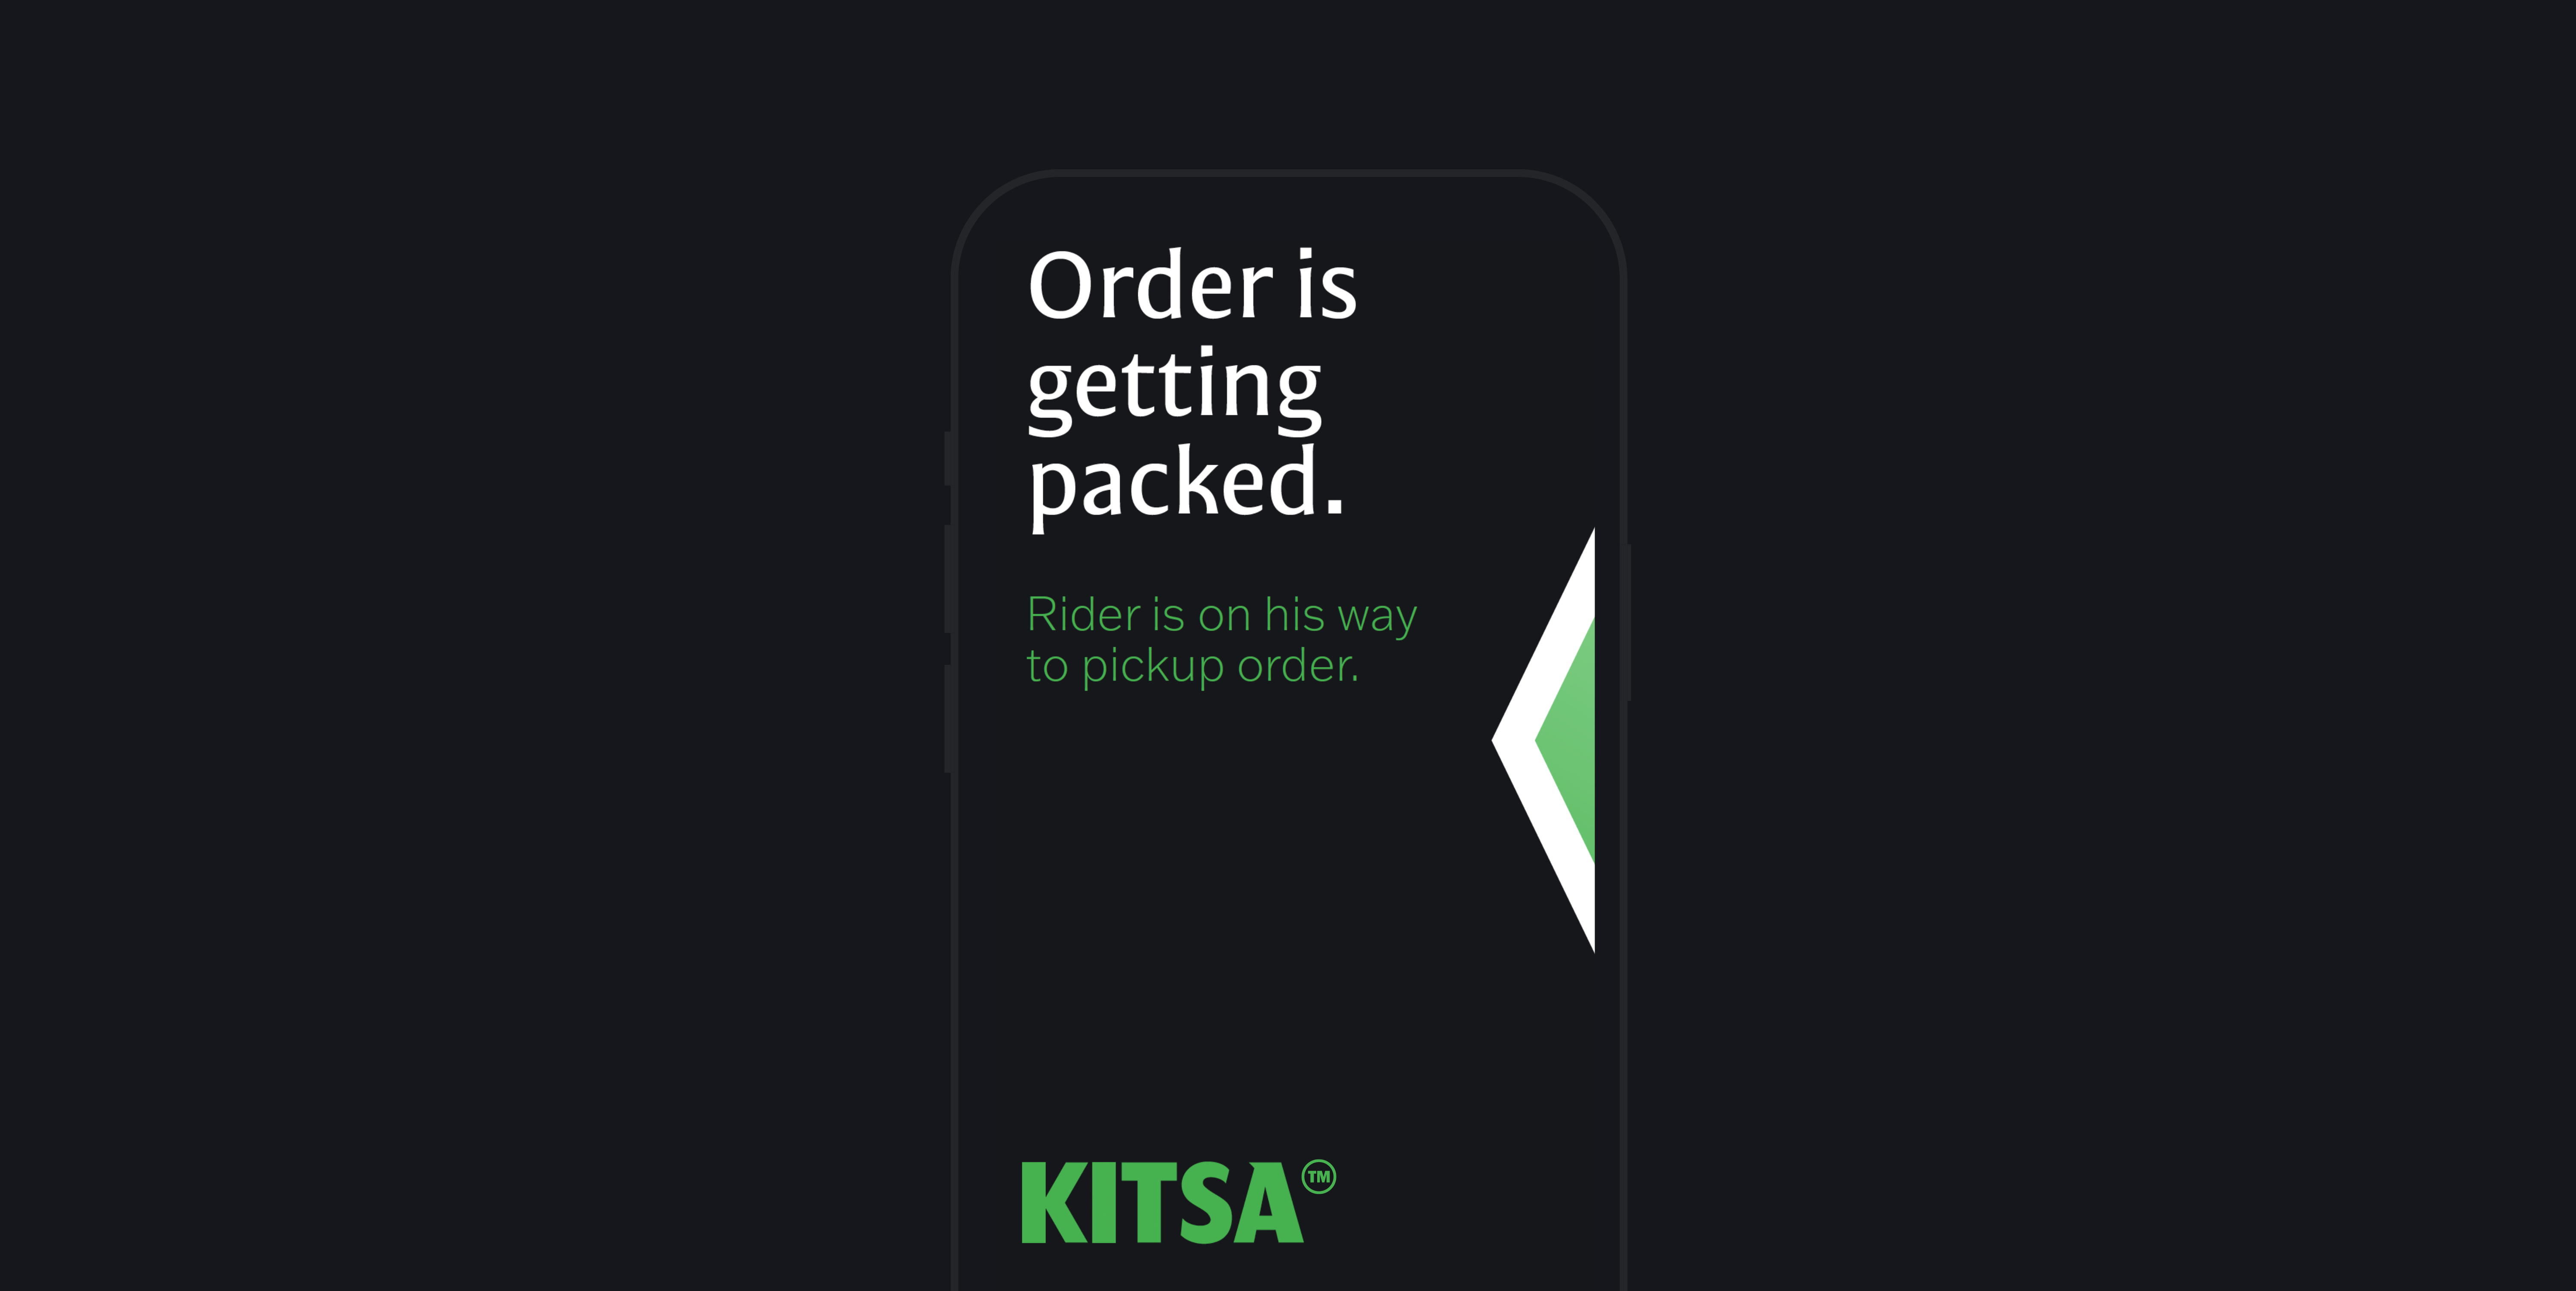 Order is
getting
packed.
Rider is on his way
to pickup order.
KITSA™